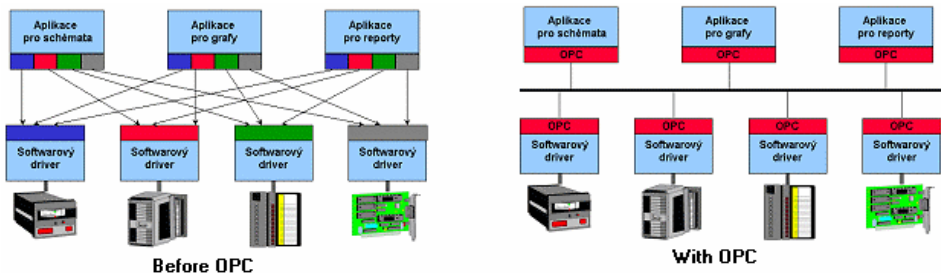 Aplikace
pro schémata
Aplikace
pro grafy
Aplikace
pro reporty
Softwarový
driver
Softwarový
driver
Softwarový
driver
Softwarový
driver
Before OPC
Aplikace
pro schémata
OPC
Aplikace
pro grafy
OPC
Aplikace
pro reporty
OPC
OPC
Softwarový
driver
OPC
Softwarový
driver
OPC
Softwarový
driver
OPC
Softwarový
driver
With OPC